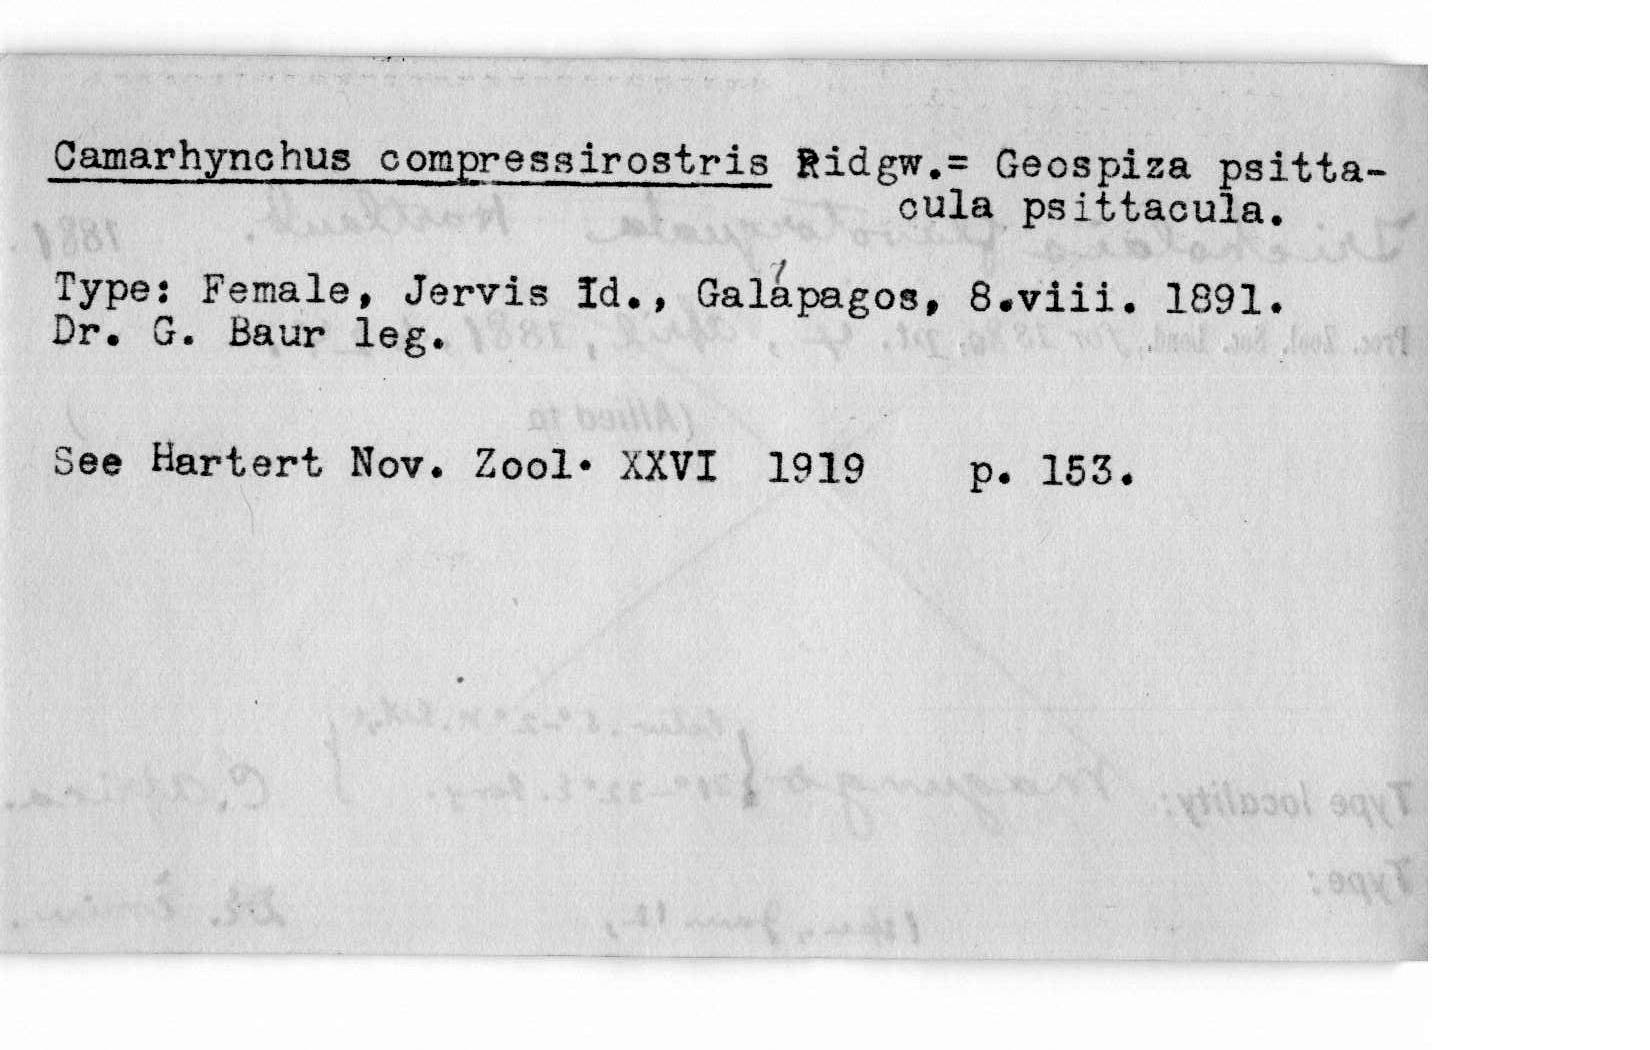 Camarhynchus compressirostris Ridgw.= Geospiza psitta-
cula psittacula.
Type: Female, Jervis Id., Galápagos, 8.viii. 1891.
Dr. G. Baur leg.
See Hartert Nov. Zool. XXVI 1919 p. 153.